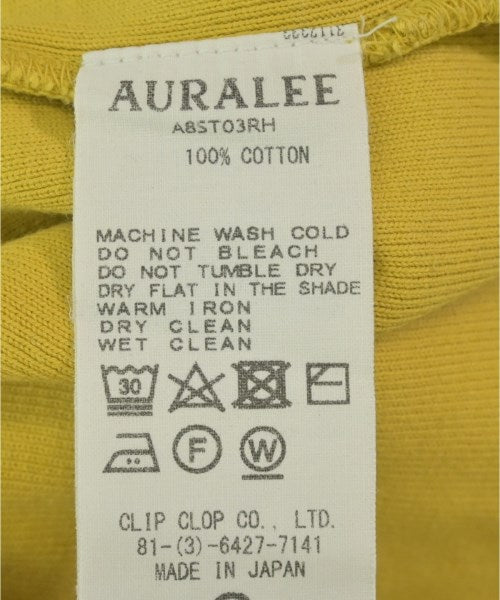 AURALEE
A8ST03RH
100% COTTON
MACHINE WASH COLD
DO NOT BLEACH
DO NOT TUMBLE DRY
DRY FLAT IN THE SHADE
WARM IRON
DRY CLEAN
WET CLEAN
30
F W
CLIP CLOP CO., LTD.
81-(3)-6427-7141
MADE IN JAPAN